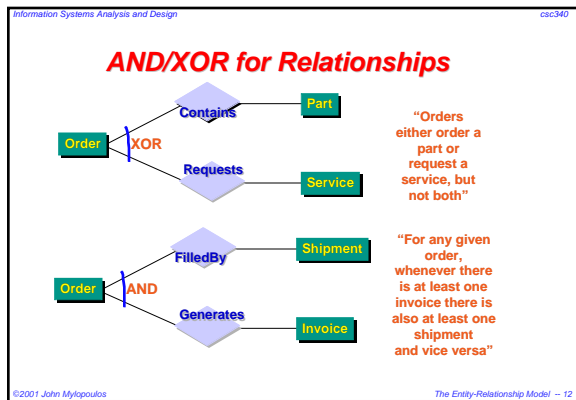 Information Systems Analysis and Design
csc340
AND/XOR for Relationships
Contains
Part
Order
XOR
Requests
Service
“Orders
either order a
part or
request a
service, but
not both”
FilledBy
Shipment
Order
AND
Generates
Invoice
“For any given
order,
whenever there
is at least one
invoice there is
also at least one
shipment
and vice versa”
©2001 John Mylopoulos
The Entity-Relationship Model -- 12